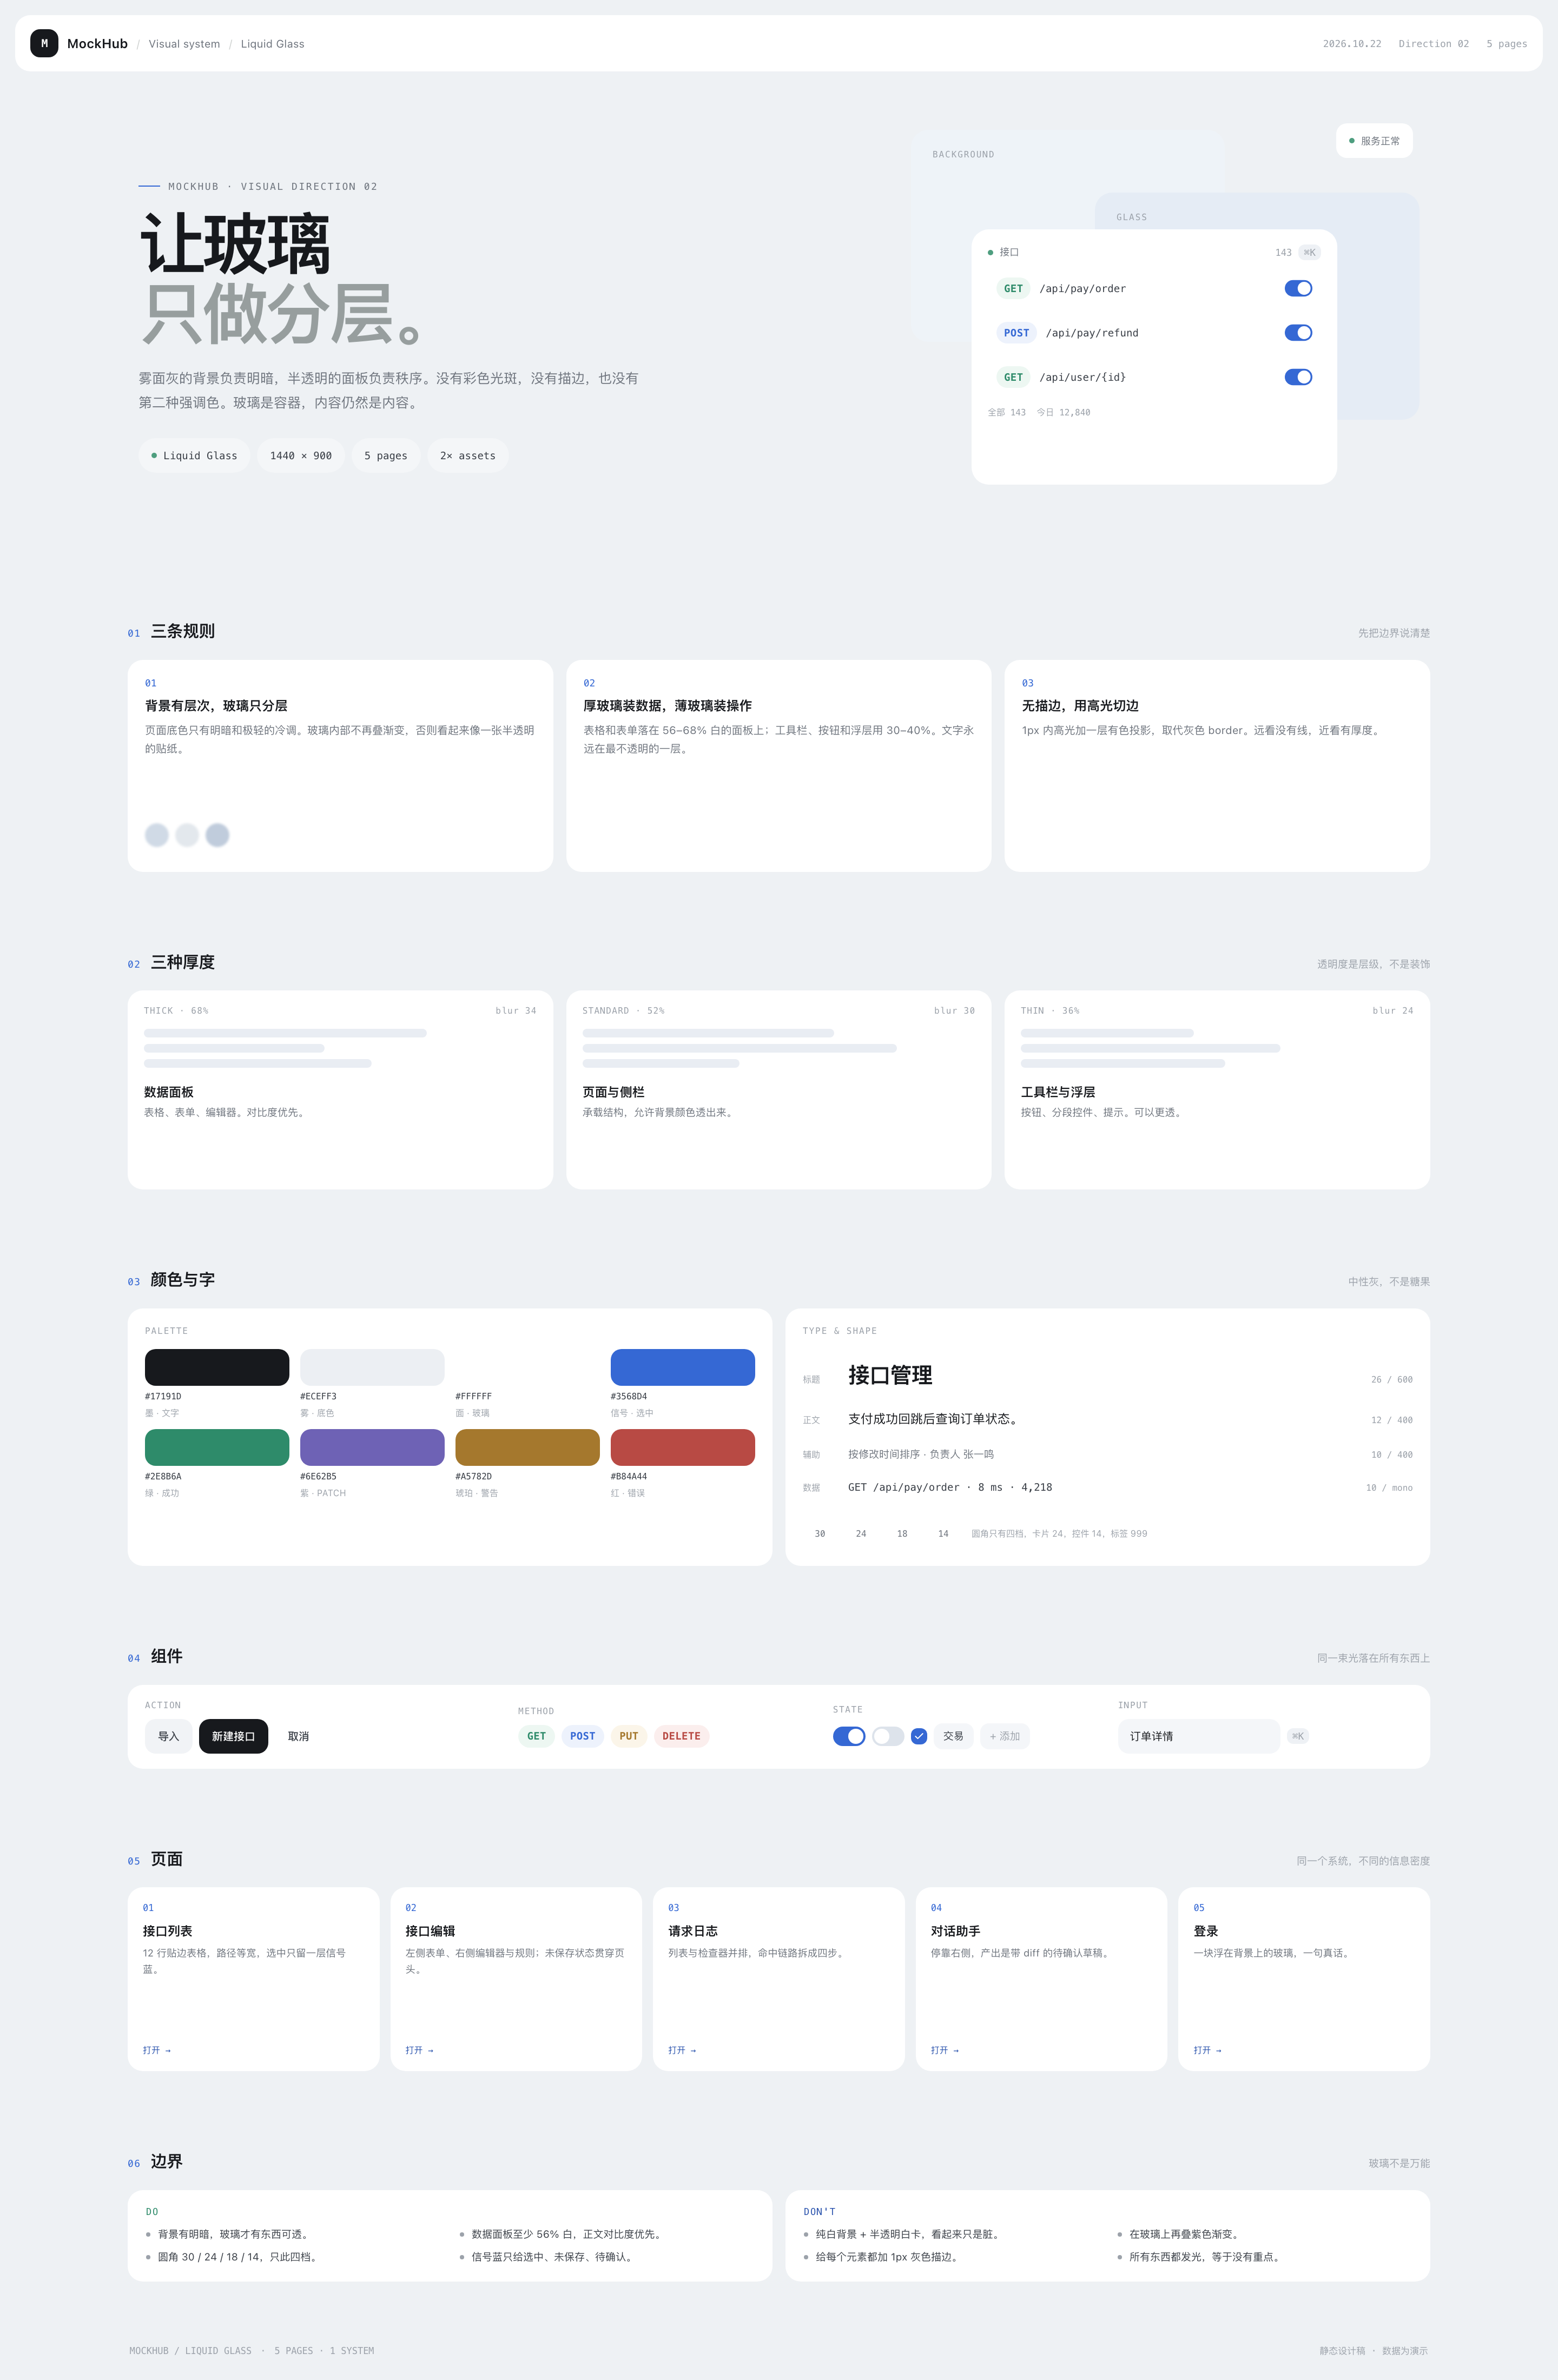 M MockHub / Visual system / Liquid Glass
2026.10.22 Direction 02 5 pages
MOCKHUB · VISUAL DIRECTION 02
让玻璃
只做分层。
雾面灰的背景负责明暗，半透明的面板负责秩序。没有彩色光斑，没有描边，也没有
第二种强调色。玻璃是容器，内容仍然是内容。
Liquid Glass 1440 × 900 5 pages 2× assets
BACKGROUND
服务正常
GLASS
接口 143 ⌘K
GET /api/pay/order
POST /api/pay/refund
GET /api/user/{id}
全部 143 今日 12,840
01 三条规则
先把边界说清楚
01
背景有层次，玻璃只分层
页面底色只有明暗和极轻的冷调。玻璃内部不再叠渐变，否则看起来像一张半透明
的贴纸。
02
厚玻璃装数据，薄玻璃装操作
表格和表单落在 56–68% 白的面板上；工具栏、按钮和浮层用 30–40%。文字永
远在最不透明的一层。
03
无描边，用高光切边
1px 内高光加一层有色投影，取代灰色 border。远看没有线，近看有厚度。
02 三种厚度
透明度是层级，不是装饰
THICK · 68% blur 34
数据面板
表格、表单、编辑器。对比度优先。
STANDARD · 52% blur 30
页面与侧栏
承载结构，允许背景颜色透出来。
THIN · 36% blur 24
工具栏与浮层
按钮、分段控件、提示。可以更透。
03 颜色与字
中性灰，不是糖果
PALETTE
#17191D #ECEFF3 #FFFFFF #3568D4
墨 · 文字 雾 · 底色 面 · 玻璃 信号 · 选中
#2E8B6A #6E62B5 #A5782D #B84A44
绿 · 成功 紫 · PATCH 琥珀 · 警告 红 · 错误
TYPE & SHAPE
标题 接口管理 26 / 600
正文 支付成功回跳后查询订单状态。 12 / 400
辅助 按修改时间排序 · 负责人 张一鸣 10 / 400
数据 GET /api/pay/order · 8 ms · 4,218 10 / mono
30 24 18 14 圆角只有四档，卡片 24，控件 14，标签 999
04 组件
同一束光落在所有东西上
ACTION
导入 新建接口 取消
METHOD
GET POST PUT DELETE
STATE
交易 + 添加
INPUT
订单详情 ⌘K
05 页面
同一个系统，不同的信息密度
01
接口列表
12 行贴边表格，路径等宽，选中只留一层信号
蓝。
打开 →
02
接口编辑
左侧表单、右侧编辑器与规则；未保存状态贯穿页
头。
打开 →
03
请求日志
列表与检查器并排，命中链路拆成四步。
打开 →
04
对话助手
停靠右侧，产出是带 diff 的待确认草稿。
打开 →
05
登录
一块浮在背景上的玻璃，一句真话。
打开 →
06 边界
玻璃不是万能
DO
背景有明暗，玻璃才有东西可透。 数据面板至少 56% 白，正文对比度优先。
圆角 30 / 24 / 18 / 14，只此四档。 信号蓝只给选中、未保存、待确认。
DON'T
纯白背景 + 半透明白卡，看起来只是脏。 在玻璃上再叠紫色渐变。
给每个元素都加 1px 灰色描边。 所有东西都发光，等于没有重点。
MOCKHUB / LIQUID GLASS · 5 PAGES · 1 SYSTEM
静态设计稿 · 数据为演示